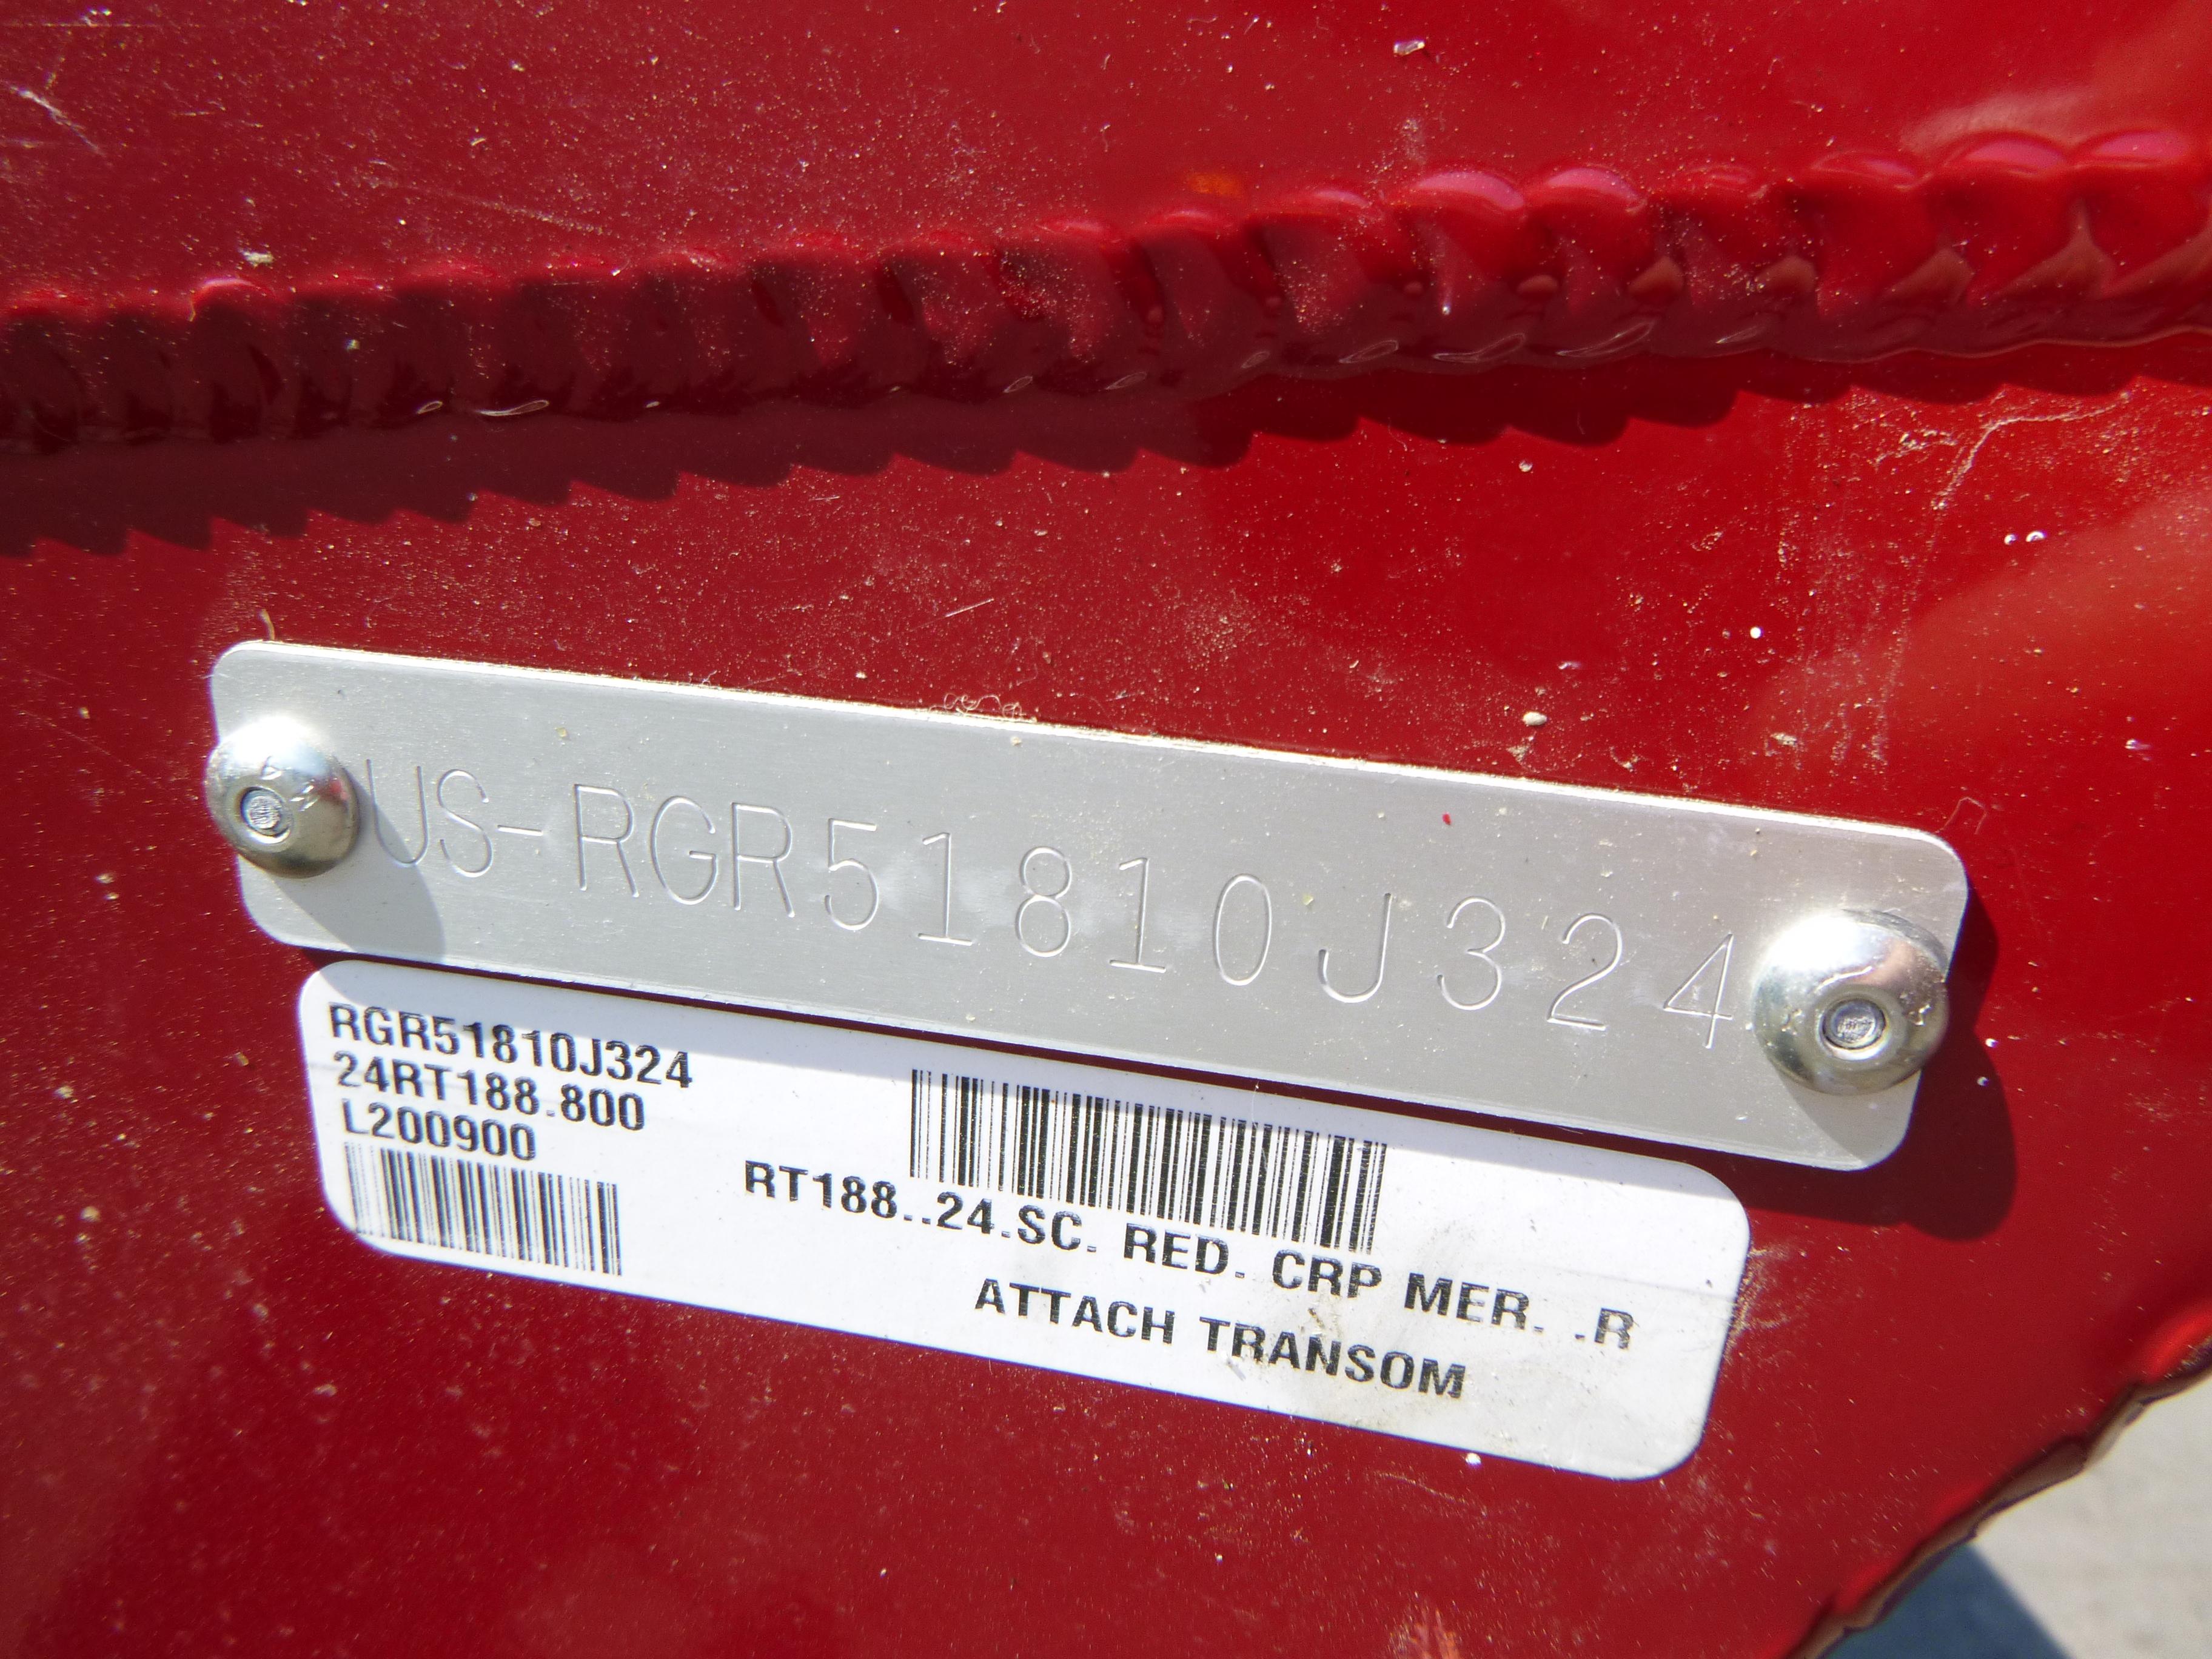 US-RGR51810J324
RGR51810J324
24RT188.800
L200900
RT188..24.SC. RED. CRP MER. .R
ATTACH TRANSOM